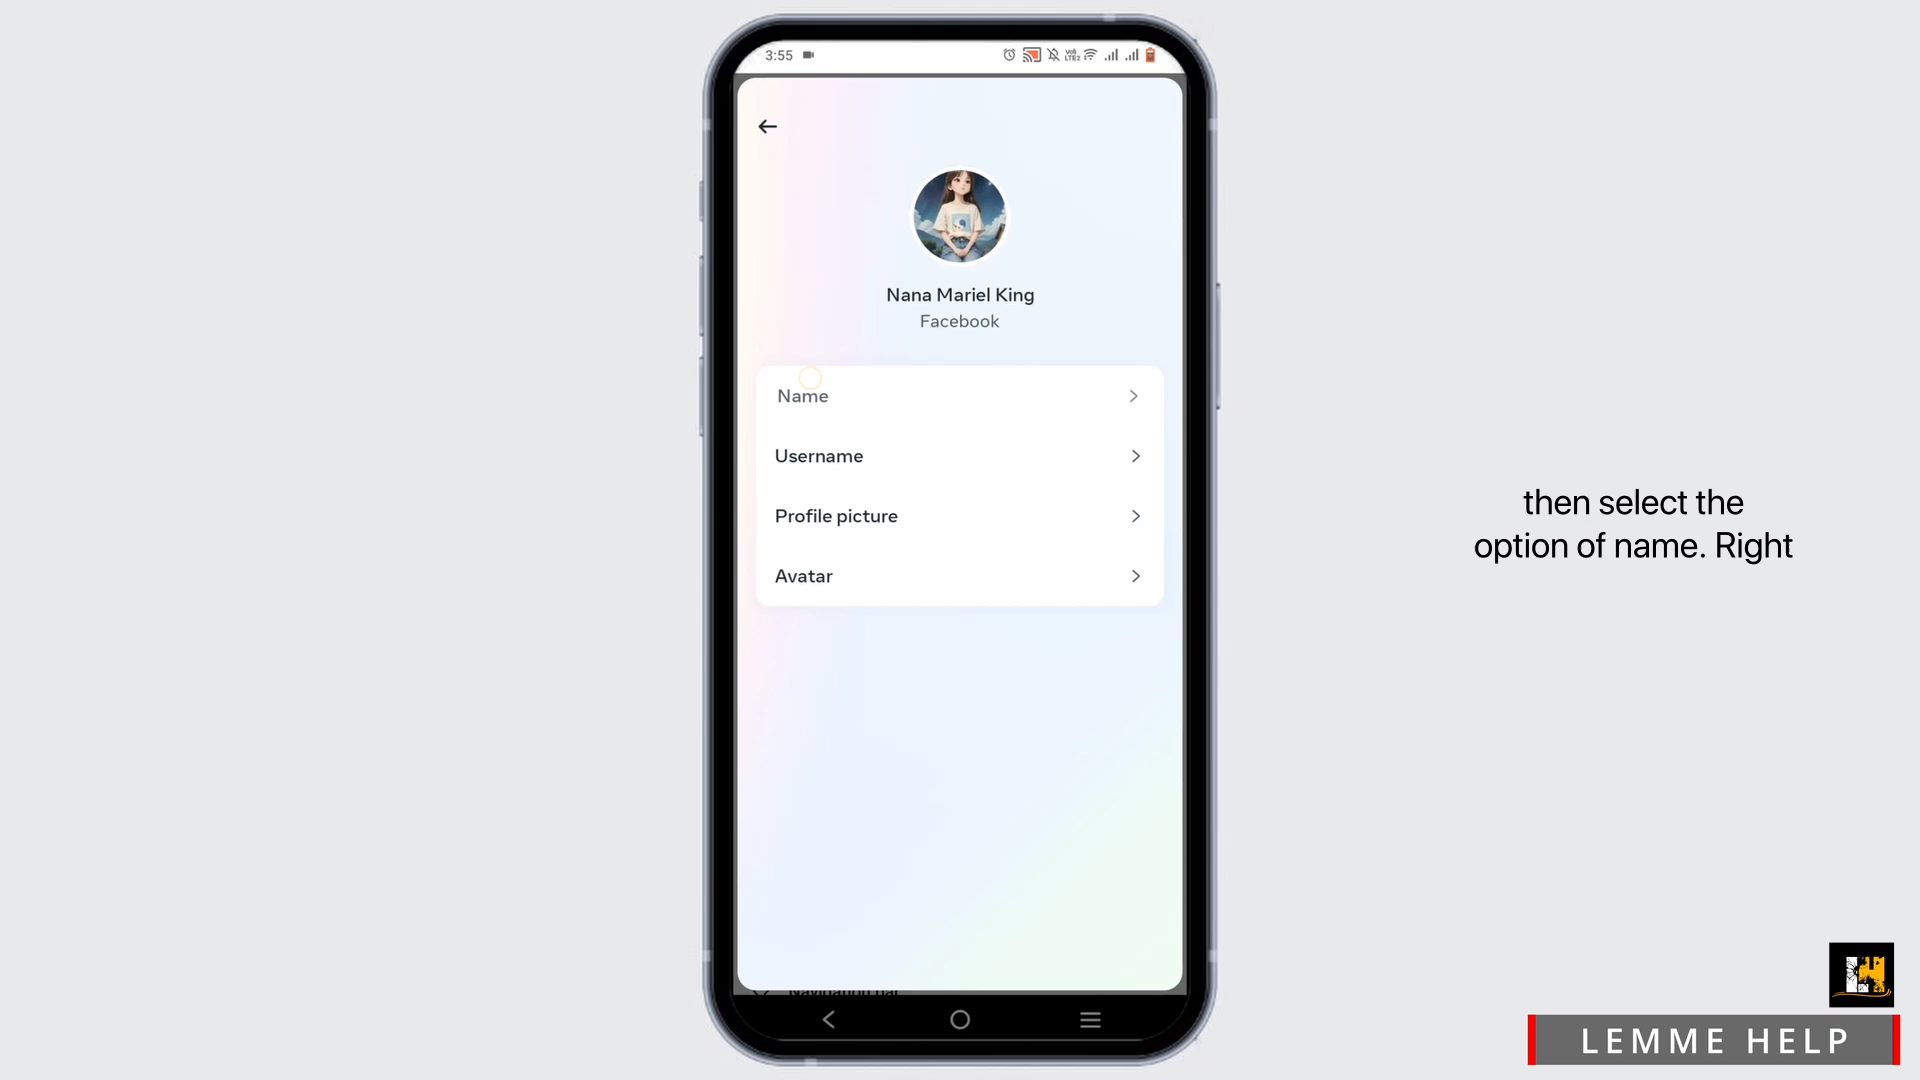 3:55
Nana Mariel King
Facebook
Name
Username
Profile picture
Avatar
then select the
option of name. Right
LEMME HELP